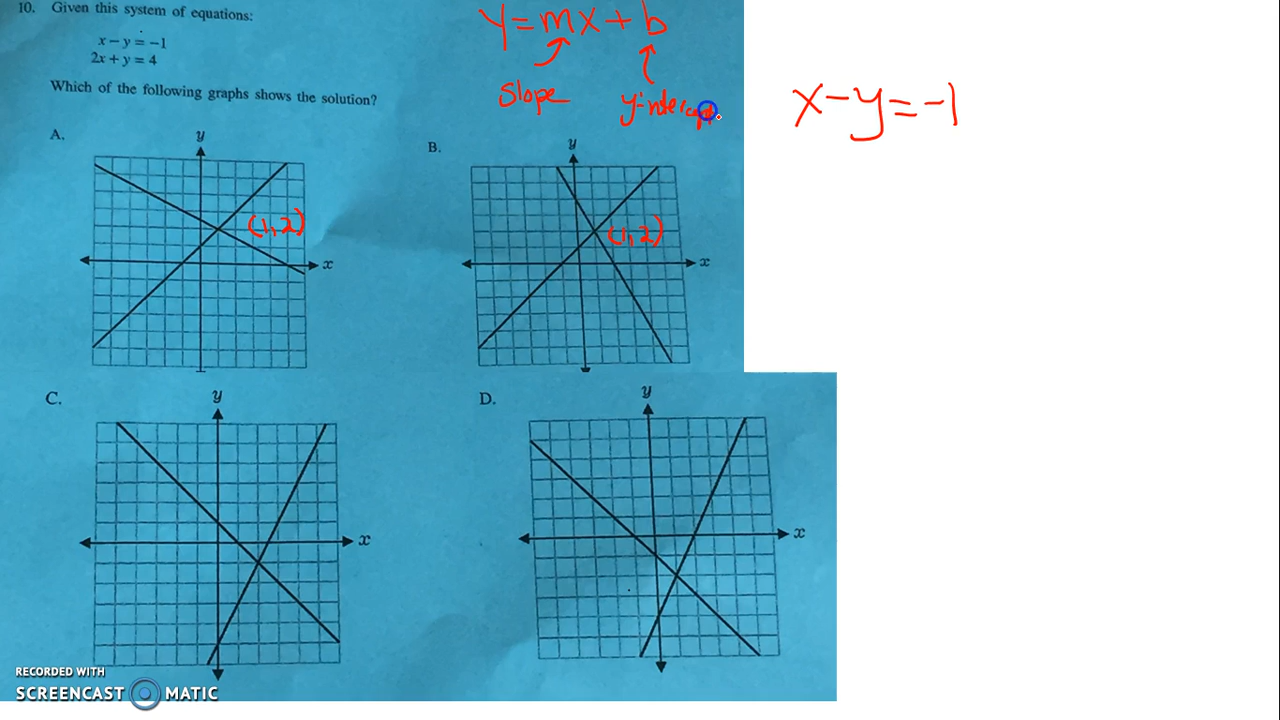 10. Given this system of equations:
x – y = –1
2x + y = 4
Which of the following graphs shows the solution?
y=mx+b
slope
y-intercept
x-y=-1
A.
y
x
(1,2)
B.
y
x
(1,2)
C.
y
x
D.
y
x
RECORDED WITH
SCREENCAST MATIC